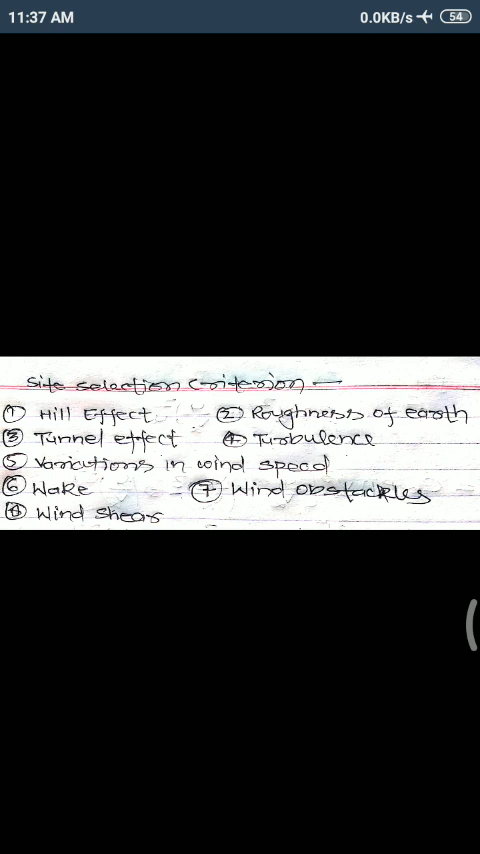 11:37 AM 0.0KB/s 54
Site selection Criterion —
① Hill Effect ② Roughness of earth
③ Tunnel effect ④ Turbulence
⑤ Variations in wind speed
⑥ Wake ⑦ Wind obstackles
⑧ Wind shear